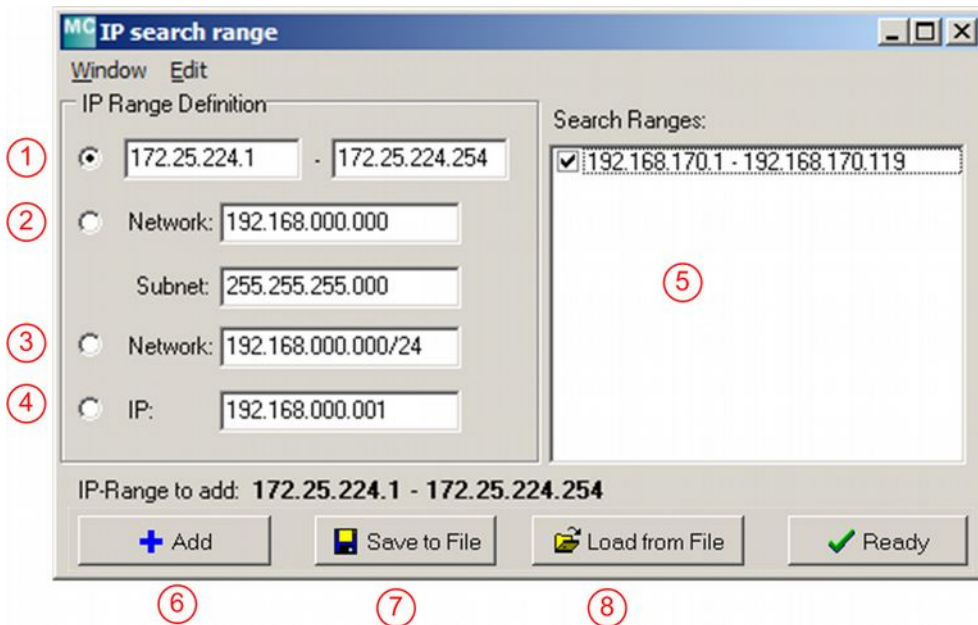 MC IP search range
Window Edit
IP Range Definition
Search Ranges:
1 172.25.224.1 - 172.25.224.254
192.168.170.1 - 192.168.170.119
2 Network: 192.168.000.000
Subnet: 255.255.255.000
5
3 Network: 192.168.000.000/24
4 IP: 192.168.000.001
IP-Range to add: 172.25.224.1 - 172.25.224.254
Add Save to File Load from File Ready
6 7 8